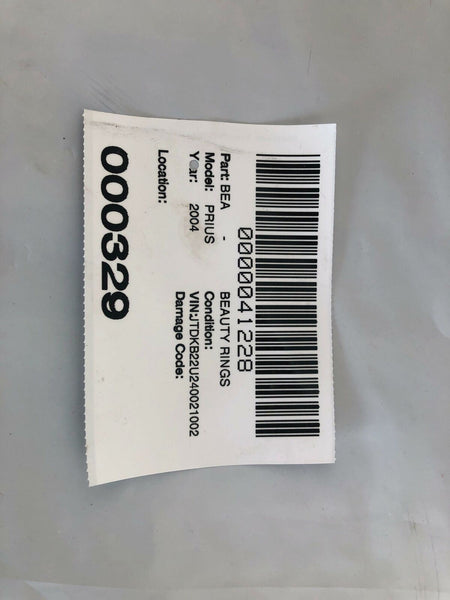 0000041228
Part: BEA - BEAUTY RINGS
Model: PRIUS Condition:
Year: 2004 VIN:JTDKB22U240021002
Damage Code:
Location:
000329